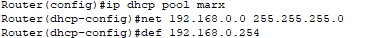 Router(config)#ip dhcp pool marx
Router(dhcp-config)#net 192.168.0.0 255.255.255.0
Router(dhcp-config)#def 192.168.0.254